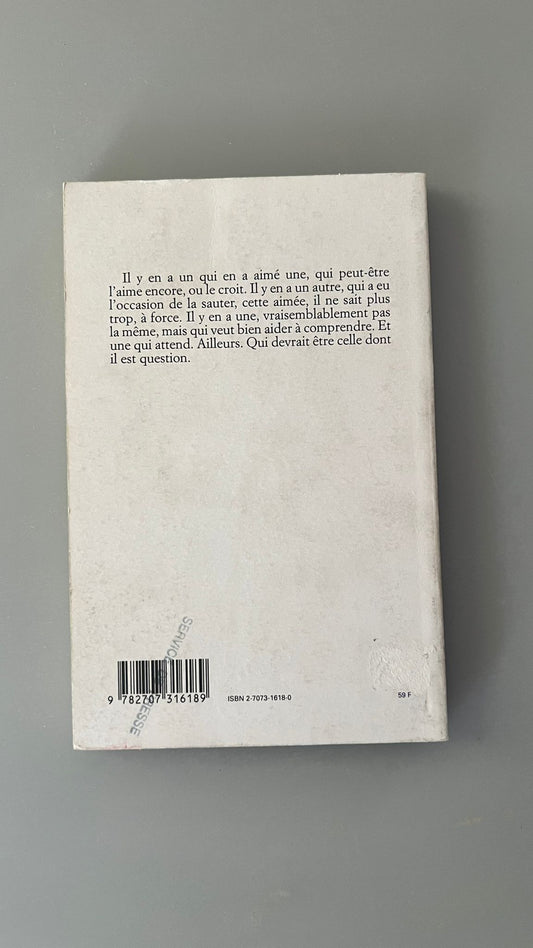 Il y en a un qui en a aimé une, qui peut-être
l'aime encore, ou le croit. Il y en a un autre, qui a eu
l'occasion de la sauter, cette aimée, il ne sait plus
trop, à force. Il y en a une, vraisemblablement pas
la même, mais qui veut bien aider à comprendre. Et
une qui attend. Ailleurs. Qui devrait être celle dont
il est question.
SERVICE
ESSE
9 782707 316189
ISBN 2-7073-1618-0
59 F